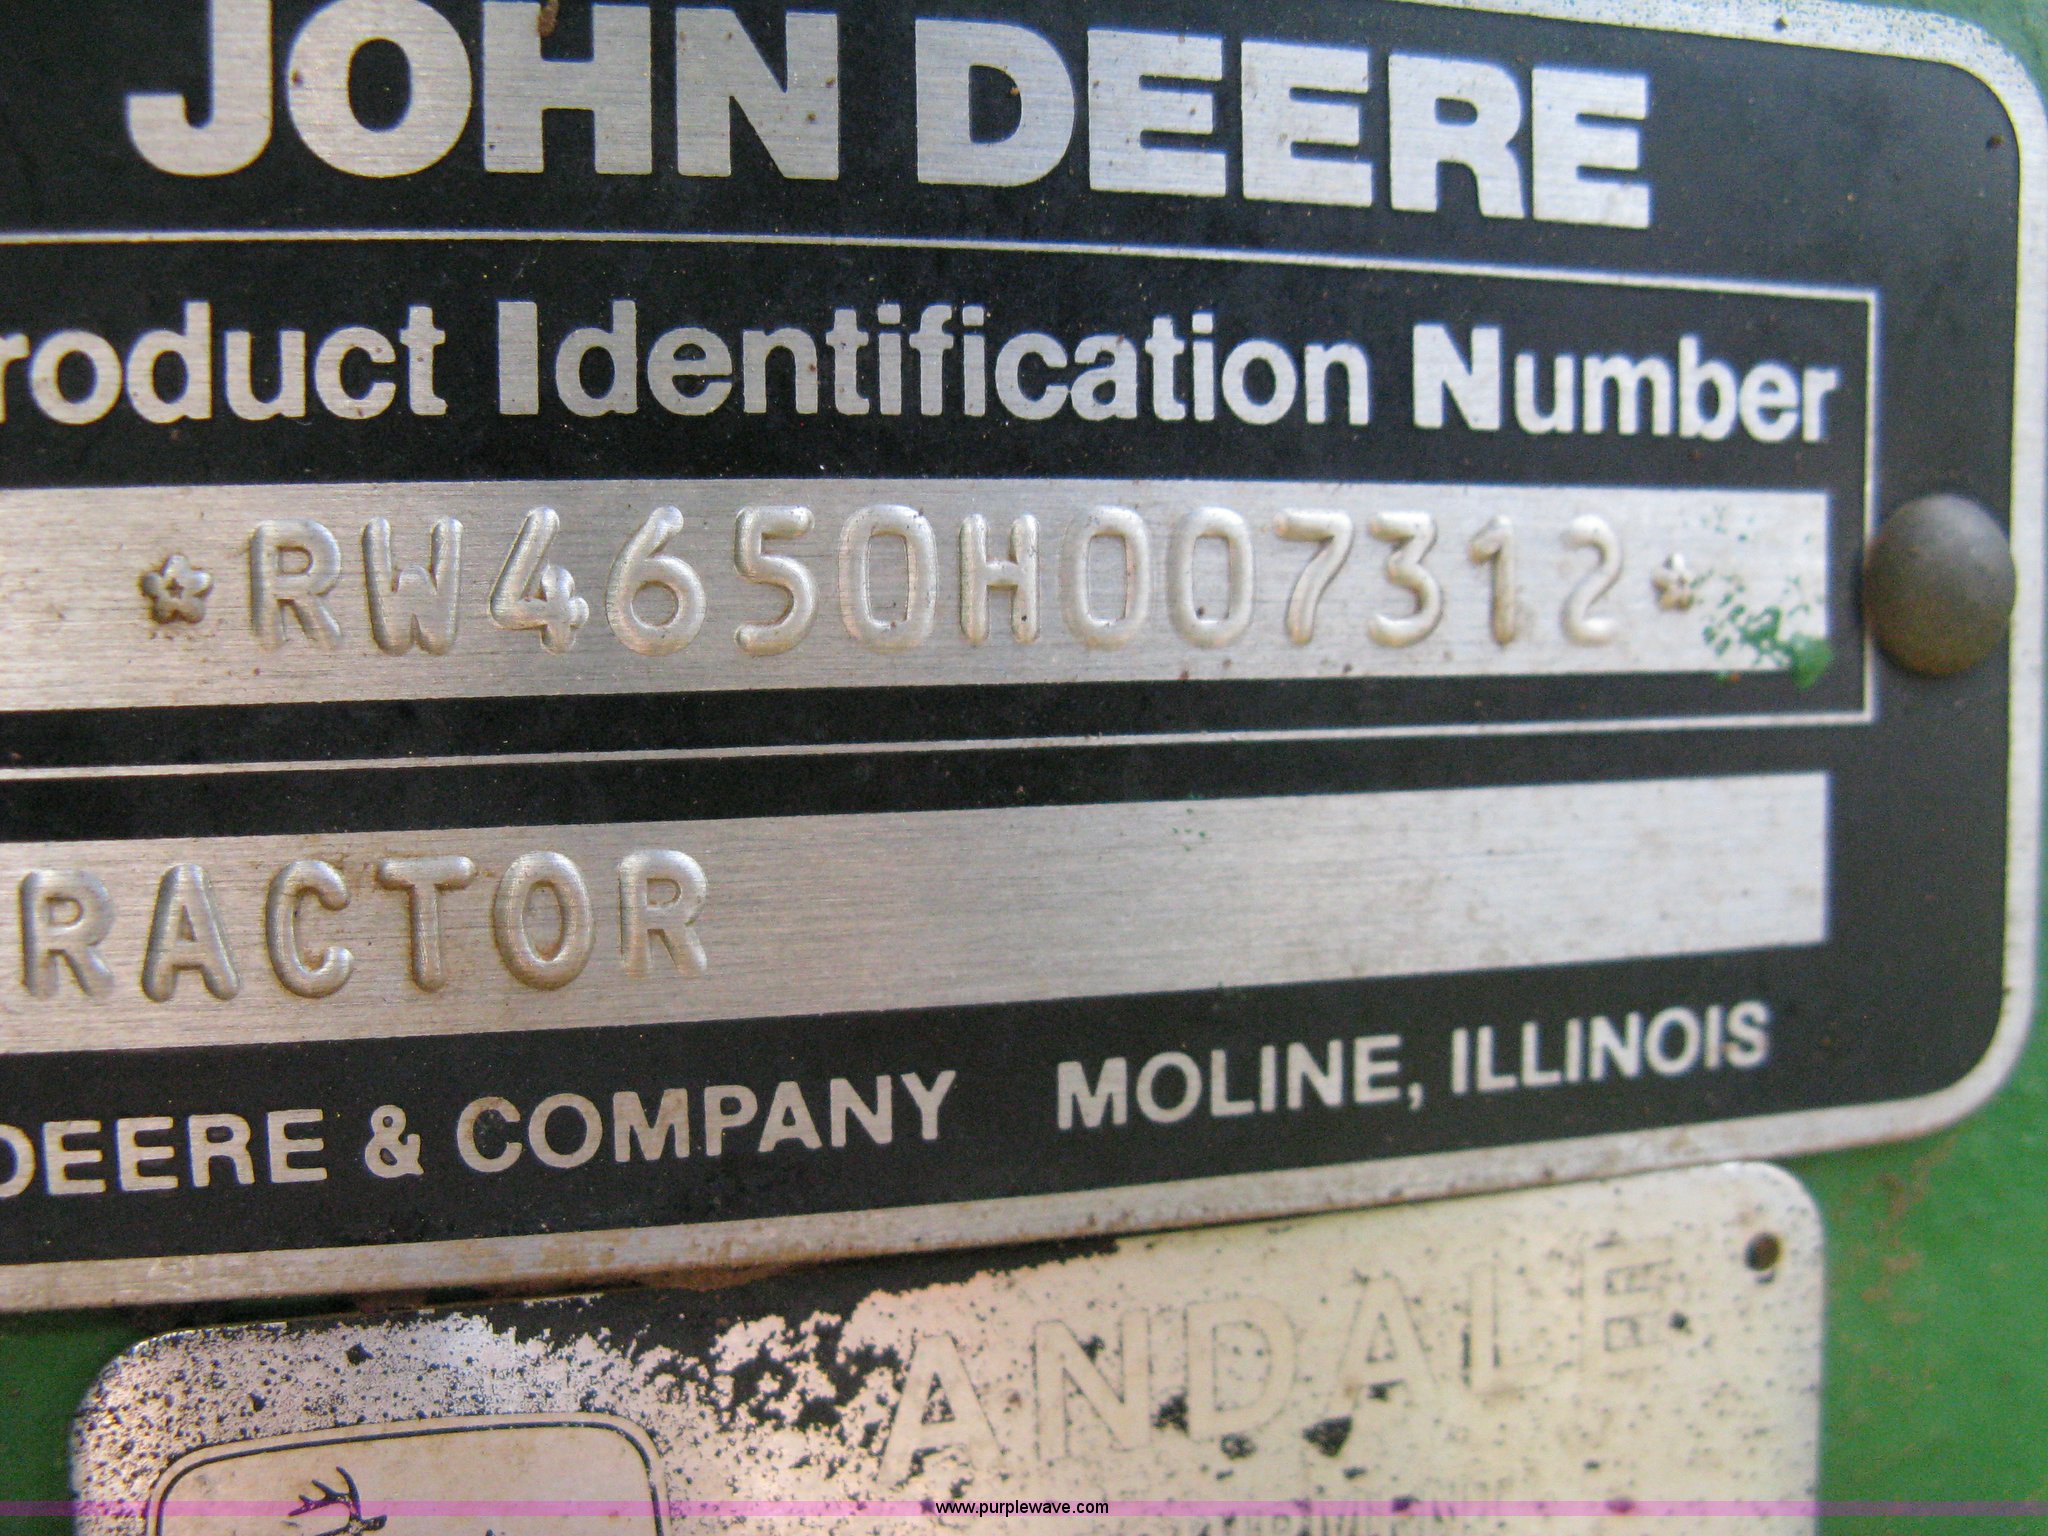 JOHN DEERE
roduct Identification Number
*RW4650H007312*
RACTOR
DEERE & COMPANY MOLINE, ILLINOIS
ANDALE
www.purplewave.com